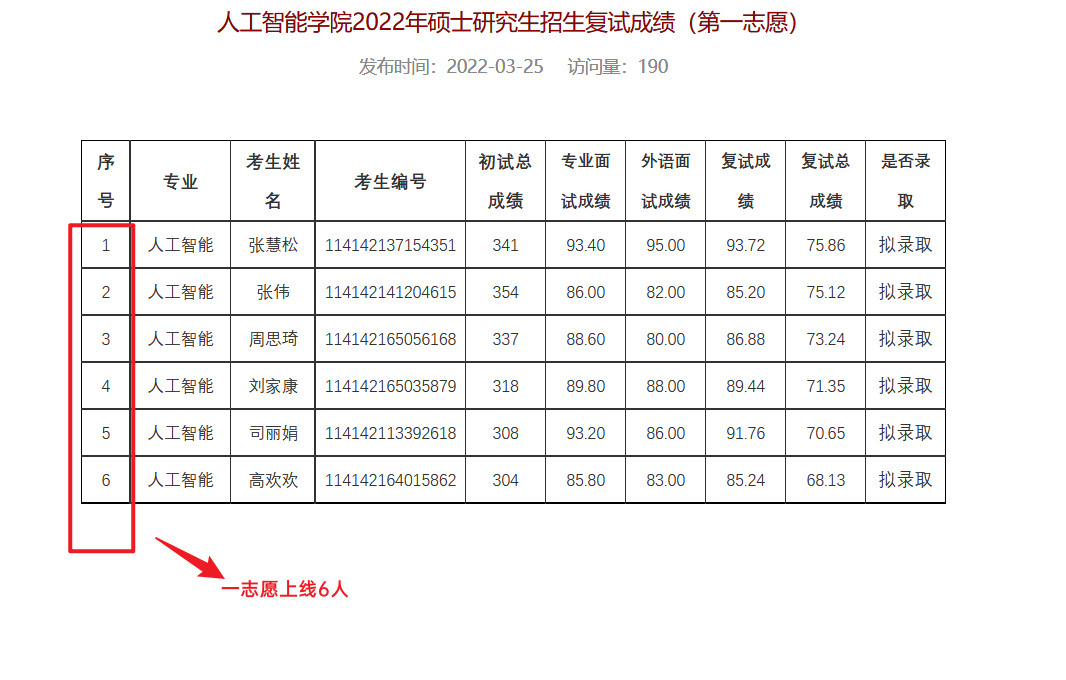 人工智能学院2022年硕士研究生招生复试成绩（第一志愿）
发布时间：2022-03-25 访问量：190
序号 专业 考生姓名 考生编号 初试总成绩 专业面试成绩 外语面试成绩 复试成绩 复试总成绩 是否录取
1 人工智能 张慧松 114142137154351 341 93.40 95.00 93.72 75.86 拟录取
2 人工智能 张伟 114142141204615 354 86.00 82.00 85.20 75.12 拟录取
3 人工智能 周思琦 114142165056168 337 88.60 80.00 86.88 73.24 拟录取
4 人工智能 刘家康 114142165035879 318 89.80 88.00 89.44 71.35 拟录取
5 人工智能 司丽娟 114142113392618 308 93.20 86.00 91.76 70.65 拟录取
6 人工智能 高欢欢 114142164015862 304 85.80 83.00 85.24 68.13 拟录取
一志愿上线6人